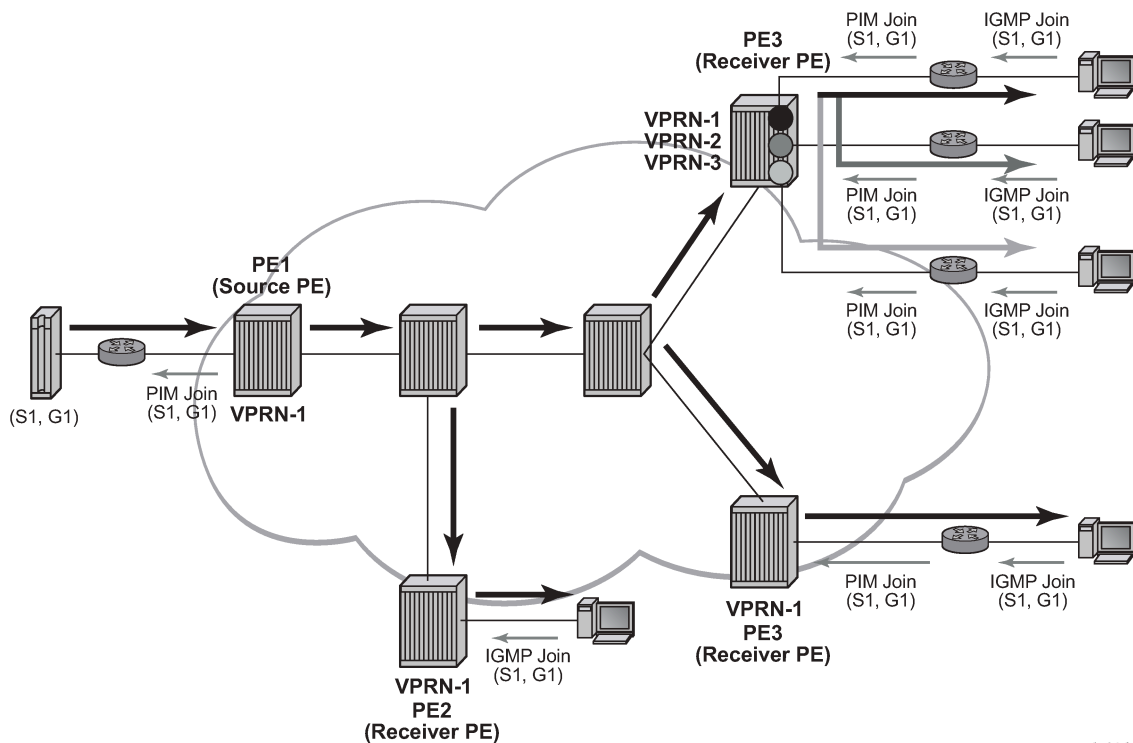 PIM Join
(S1, G1)
IGMP Join
(S1, G1)
PE3
(Receiver PE)
VPRN-1
VPRN-2
VPRN-3
PIM Join
(S1, G1)
IGMP Join
(S1, G1)
PE1
(Source PE)
PIM Join
(S1, G1)
IGMP Join
(S1, G1)
(S1, G1)
PIM Join
(S1, G1)
VPRN-1
PIM Join
(S1, G1)
IGMP Join
(S1, G1)
VPRN-1
PE3
(Receiver PE)
IGMP Join
(S1, G1)
VPRN-1
PE2
(Receiver PE)